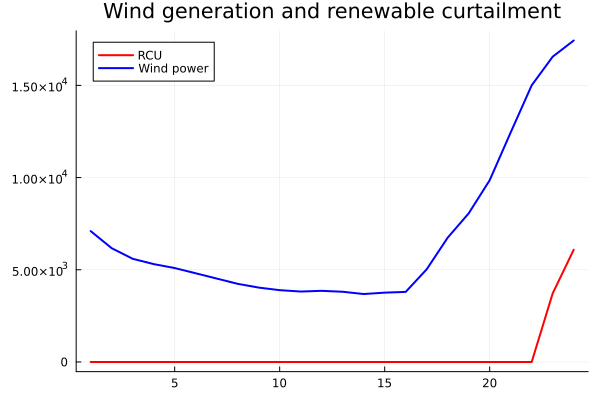 Wind generation and renewable curtailment
RCU
Wind power
1.50×10⁴
1.00×10⁴
5.00×10³
0
5 10 15 20